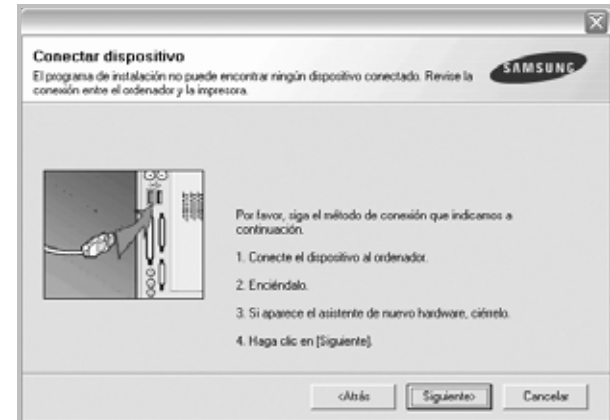 Conectar dispositivo
El programa de instalación no puede encontrar ningún dispositivo conectado. Revise la
conexión entre el ordenador y la impresora.
SAMSUNG
Por favor, siga el método de conexión que indicamos a
continuación.
1. Conecte el dispositivo al ordenador.
2. Enciéndalo.
3. Si aparece el asistente de nuevo hardware, ciérrelo.
4. Haga clic en [Siguiente].
<Atrás
Siguiente>
Cancelar